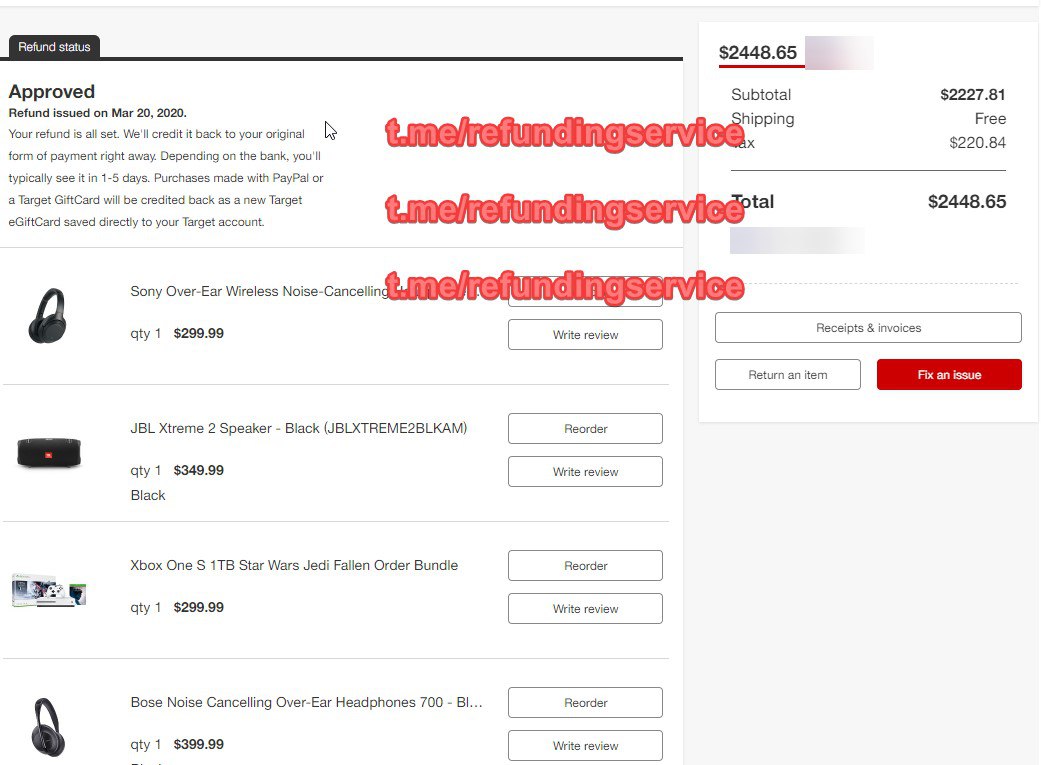 Refund status
Approved
Refund issued on Mar 20, 2020.
Your refund is all set. We'll credit it back to your original
form of payment right away. Depending on the bank, you'll
typically see it in 1-5 days. Purchases made with PayPal or
a Target GiftCard will be credited back as a new Target
eGiftCard saved directly to your Target account.
t.me/refundingservice
t.me/refundingservice
t.me/refundingservice
Sony Over-Ear Wireless Noise-Cancelling
qty 1 $299.99
Write review
JBL Xtreme 2 Speaker - Black (JBLXTREME2BLKAM)
qty 1 $349.99
Black
Reorder
Write review
Xbox One S 1TB Star Wars Jedi Fallen Order Bundle
qty 1 $299.99
Reorder
Write review
Bose Noise Cancelling Over-Ear Headphones 700 - Bl...
qty 1 $399.99
Reorder
Write review
$2448.65
Subtotal $2227.81
Shipping Free
Tax $220.84
Total $2448.65
Receipts & invoices
Return an item
Fix an issue